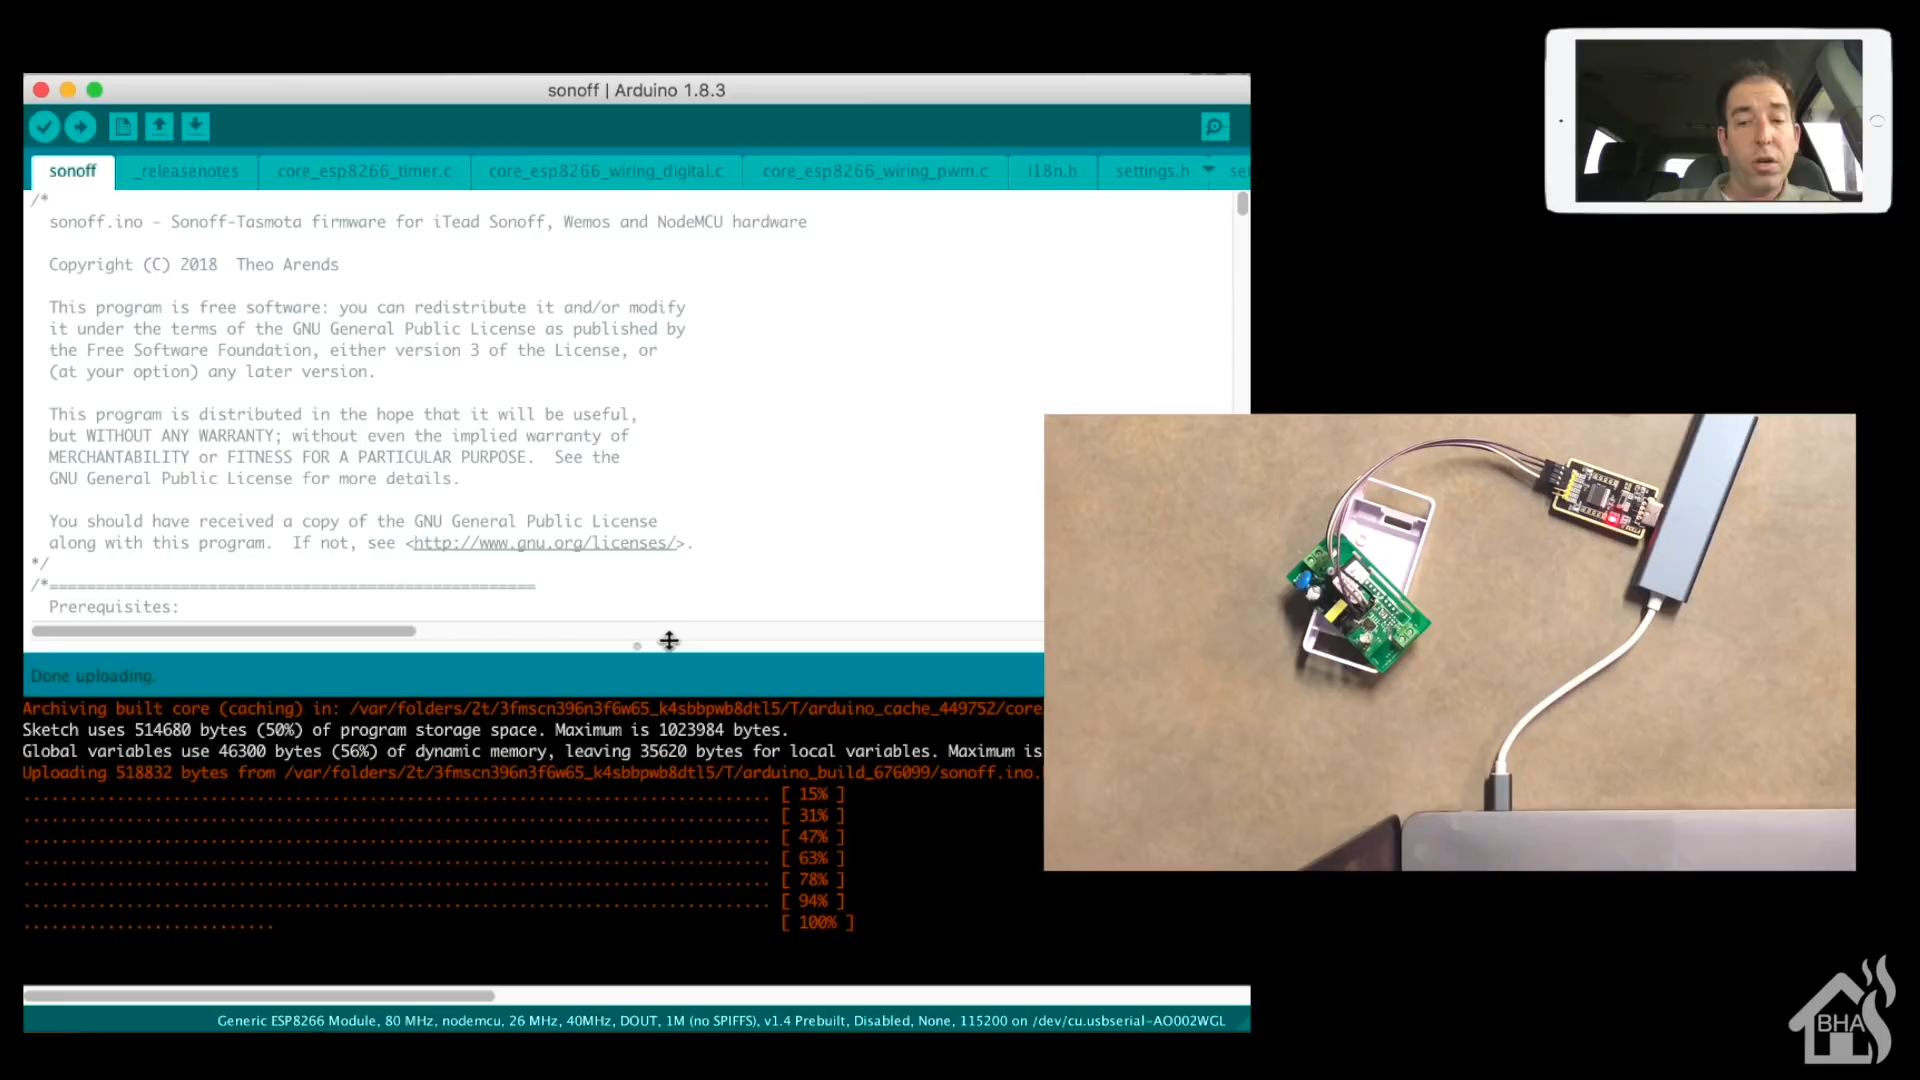 sonoff | Arduino 1.8.3
sonoff _releasenotes core_esp8266_timer.c core_esp8266_wiring_digital.c core_esp8266_wiring_pwm.c i18n.h settings.h
/*
sonoff.ino - Sonoff-Tasmota firmware for iTead Sonoff, Wemos and NodeMCU hardware
Copyright (C) 2018 Theo Arends
This program is free software: you can redistribute it and/or modify
it under the terms of the GNU General Public License as published by
the Free Software Foundation, either version 3 of the License, or
(at your option) any later version.
This program is distributed in the hope that it will be useful,
but WITHOUT ANY WARRANTY; without even the implied warranty of
MERCHANTABILITY or FITNESS FOR A PARTICULAR PURPOSE. See the
GNU General Public License for more details.
You should have received a copy of the GNU General Public License
along with this program. If not, see <http://www.gnu.org/licenses/>.
*/
/*====================================================
Prerequisites:
Done uploading.
Archiving built core (caching) in: /var/folders/2t/3fmscn396n3f6w65_k4sbbpwb8dtl5/T/arduino_cache_449752/core
Sketch uses 514680 bytes (50%) of program storage space. Maximum is 1023984 bytes.
Global variables use 46300 bytes (56%) of dynamic memory, leaving 35620 bytes for local variables. Maximum is
Uploading 518832 bytes from /var/folders/2t/3fmscn396n3f6w65_k4sbbpwb8dtl5/T/arduino_build_676099/sonoff.ino.
................................................................................ [ 15% ]
................................................................................ [ 31% ]
................................................................................ [ 47% ]
................................................................................ [ 63% ]
................................................................................ [ 78% ]
................................................................................ [ 94% ]
........................... [ 100% ]
Generic ESP8266 Module, 80 MHz, nodemcu, 26 MHz, 40MHz, DOUT, 1M (no SPIFFS), v1.4 Prebuilt, Disabled, None, 115200 on /dev/cu.usbserial-AO002WGL
BHA